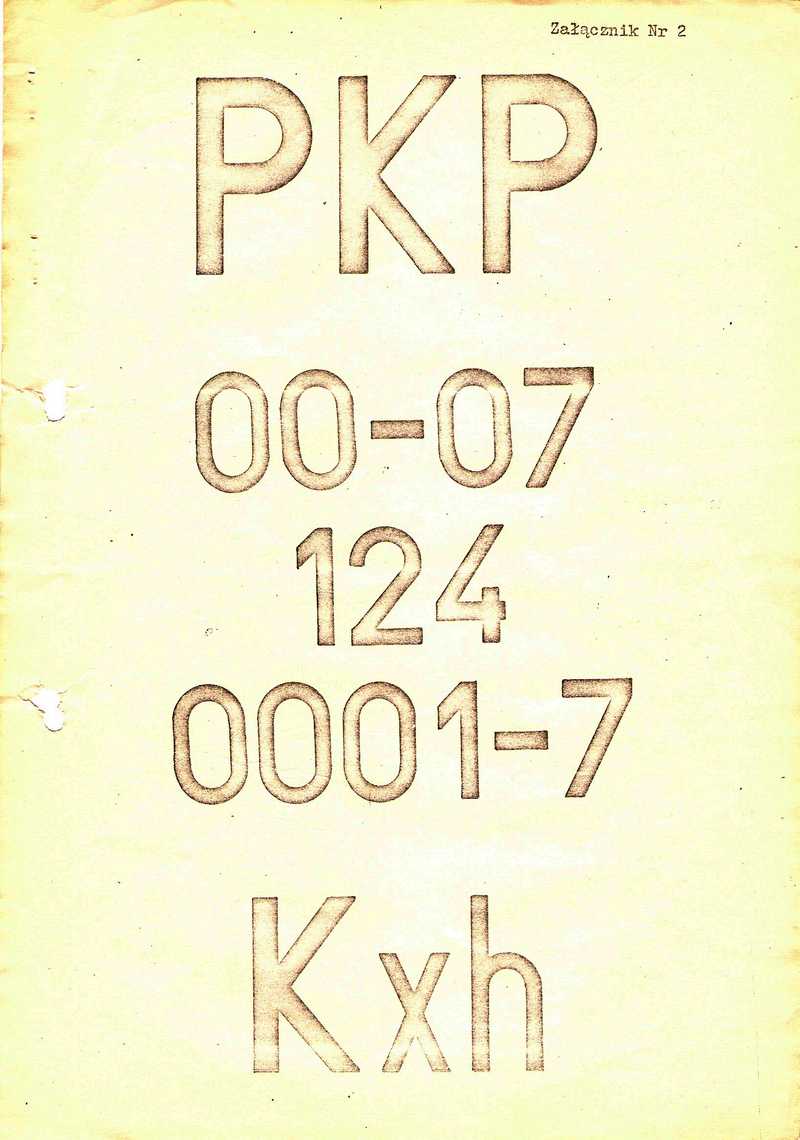 Załącznik Nr 2
PKP
00-07
124
0001-7
Kxh